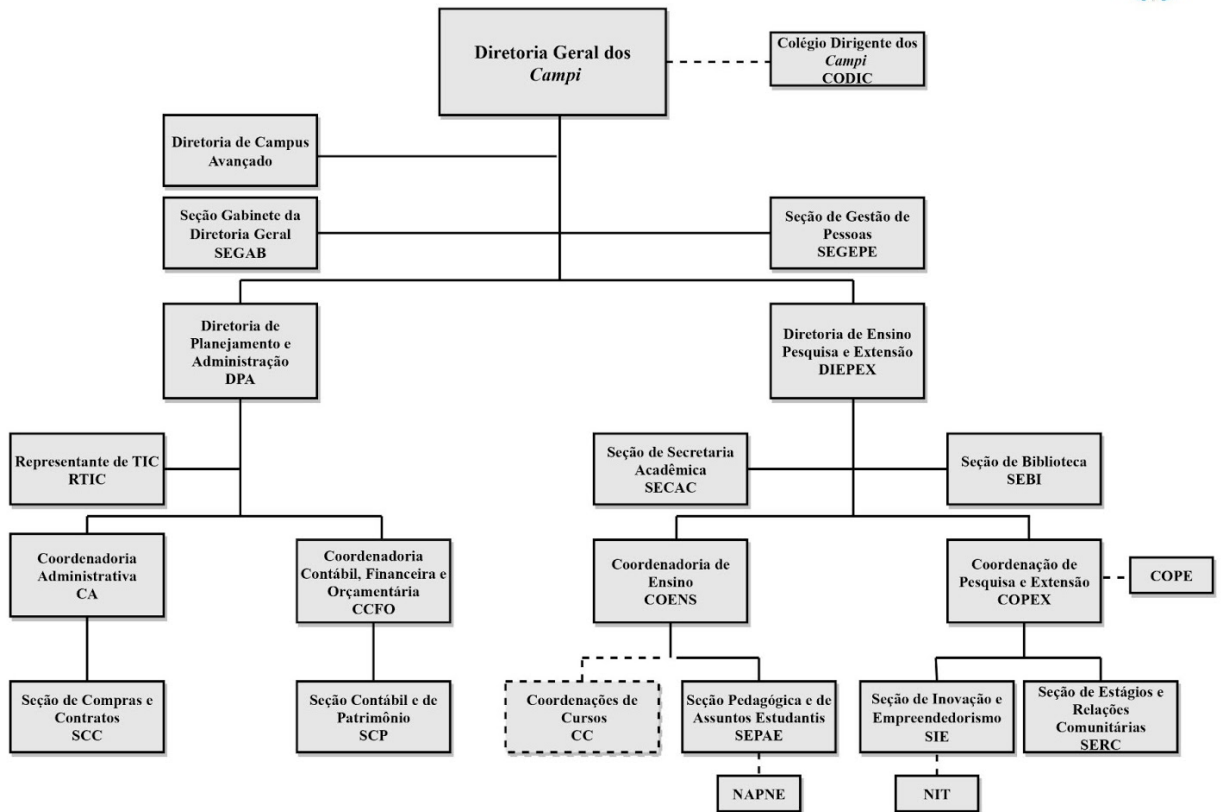 Diretoria Geral dos
Campi
Colégio Dirigente dos
Campi
CODIC
Diretoria de Campus
Avançado
Seção Gabinete da
Diretoria Geral
SEGAB
Seção de Gestão de
Pessoas
SEGEPE
Diretoria de
Planejamento e
Administração
DPA
Diretoria de Ensino
Pesquisa e Extensão
DIEPEX
Representante de TIC
RTIC
Seção de Secretaria
Acadêmica
SECAC
Seção de Biblioteca
SEBI
Coordenadoria
Administrativa
CA
Coordenadoria
Contábil, Financeira e
Orçamentária
CCFO
Coordenadoria de
Ensino
COENS
Coordenação de
Pesquisa e Extensão
COPEX
COPE
Seção de Compras e
Contratos
SCC
Seção Contábil e de
Patrimônio
SCP
Coordenações de
Cursos
CC
Seção Pedagógica e de
Assuntos Estudantis
SEPAE
Seção de Inovação e
Empreendedorismo
SIE
Seção de Estágios e
Relações
Comunitárias
SERC
NAPNE
NIT